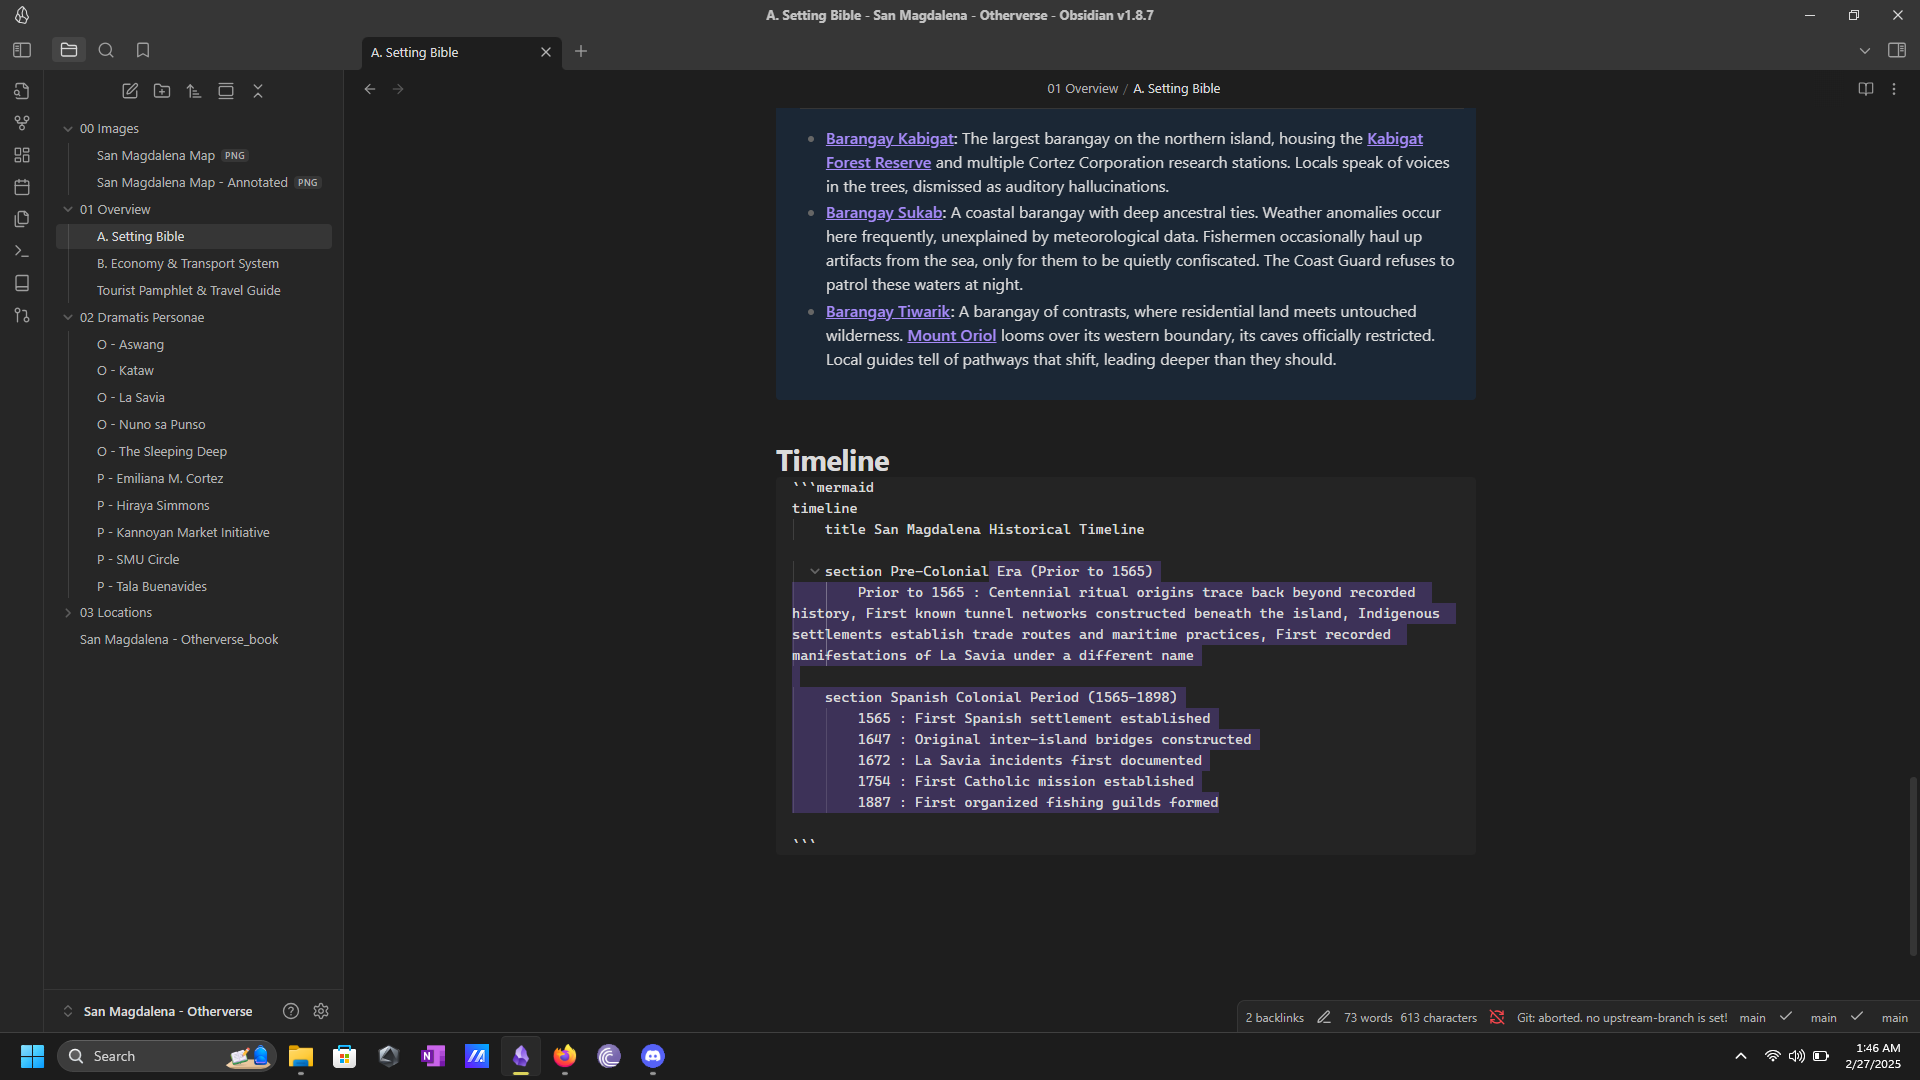 A. Setting Bible - San Magdalena - Otherverse - Obsidian v1.8.7
A. Setting Bible
01 Overview / A. Setting Bible
00 Images
San Magdalena Map PNG
San Magdalena Map - Annotated PNG
01 Overview
A. Setting Bible
B. Economy & Transport System
Tourist Pamphlet & Travel Guide
02 Dramatis Personae
O - Aswang
O - Kataw
O - La Savia
O - Nuno sa Punso
O - The Sleeping Deep
P - Emiliana M. Cortez
P - Hiraya Simmons
P - Kannoyan Market Initiative
P - SMU Circle
P - Tala Buenavides
03 Locations
San Magdalena - Otherverse_book
San Magdalena - Otherverse
Barangay Kabigat: The largest barangay on the northern island, housing the Kabigat
Forest Reserve and multiple Cortez Corporation research stations. Locals speak of voices
in the trees, dismissed as auditory hallucinations.
Barangay Sukab: A coastal barangay with deep ancestral ties. Weather anomalies occur
here frequently, unexplained by meteorological data. Fishermen occasionally haul up
artifacts from the sea, only for them to be quietly confiscated. The Coast Guard refuses to
patrol these waters at night.
Barangay Tiwarik: A barangay of contrasts, where residential land meets untouched
wilderness. Mount Oriol looms over its western boundary, its caves officially restricted.
Local guides tell of pathways that shift, leading deeper than they should.
Timeline
```mermaid
timeline
title San Magdalena Historical Timeline
section Pre-Colonial Era (Prior to 1565)
Prior to 1565 : Centennial ritual origins trace back beyond recorded
history, First known tunnel networks constructed beneath the island, Indigenous
settlements establish trade routes and maritime practices, First recorded
manifestations of La Savia under a different name
section Spanish Colonial Period (1565-1898)
1565 : First Spanish settlement established
1647 : Original inter-island bridges constructed
1672 : La Savia incidents first documented
1754 : First Catholic mission established
1887 : First organized fishing guilds formed
```
2 backlinks 73 words 613 characters Git: aborted. no upstream-branch is set! main main main
Search
1:46 AM
2/27/2025